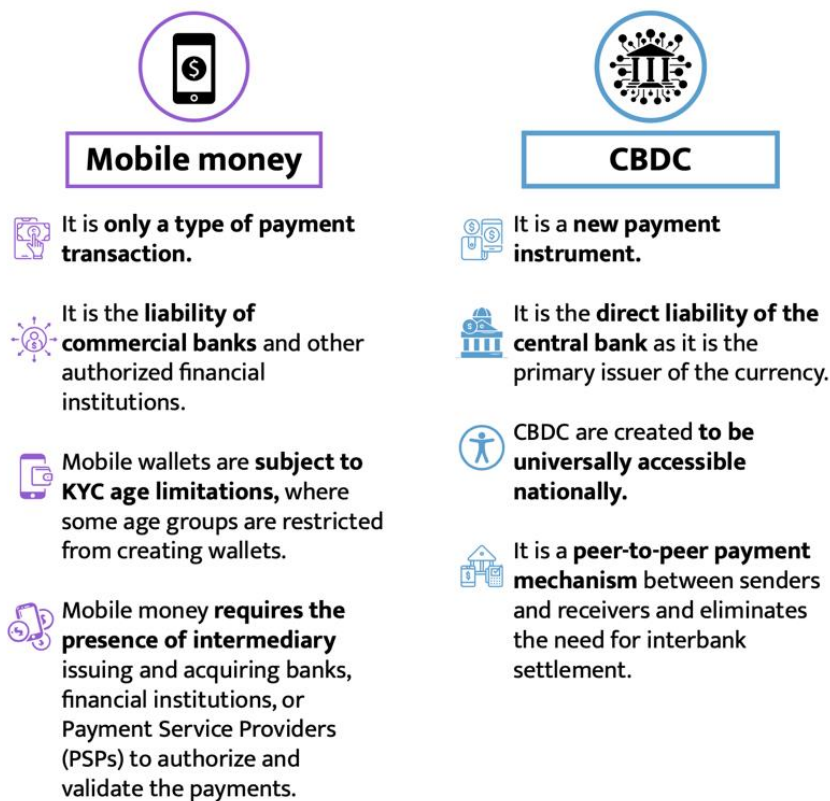 Mobile money
It is only a type of payment
transaction.
It is the liability of
commercial banks and other
authorized financial
institutions.
Mobile wallets are subject to
KYC age limitations, where
some age groups are restricted
from creating wallets.
Mobile money requires the
presence of intermediary
issuing and acquiring banks,
financial institutions, or
Payment Service Providers
(PSPs) to authorize and
validate the payments.
CBDC
It is a new payment
instrument.
It is the direct liability of the
central bank as it is the
primary issuer of the currency.
CBDC are created to be
universally accessible
nationally.
It is a peer-to-peer payment
mechanism between senders
and receivers and eliminates
the need for interbank
settlement.